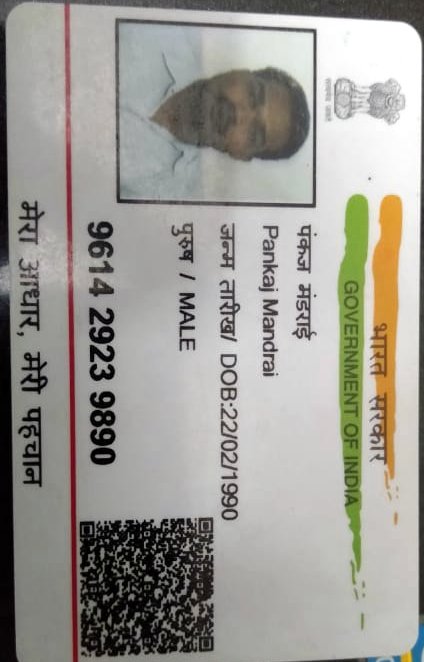 भारत सरकार
GOVERNMENT OF INDIA
पंकज मंडराई
Pankaj Mandrai
जन्म तारीख/ DOB:22/02/1990
पुरुष / MALE
9614 2923 9890
मेरा आधार, मेरी पहचान